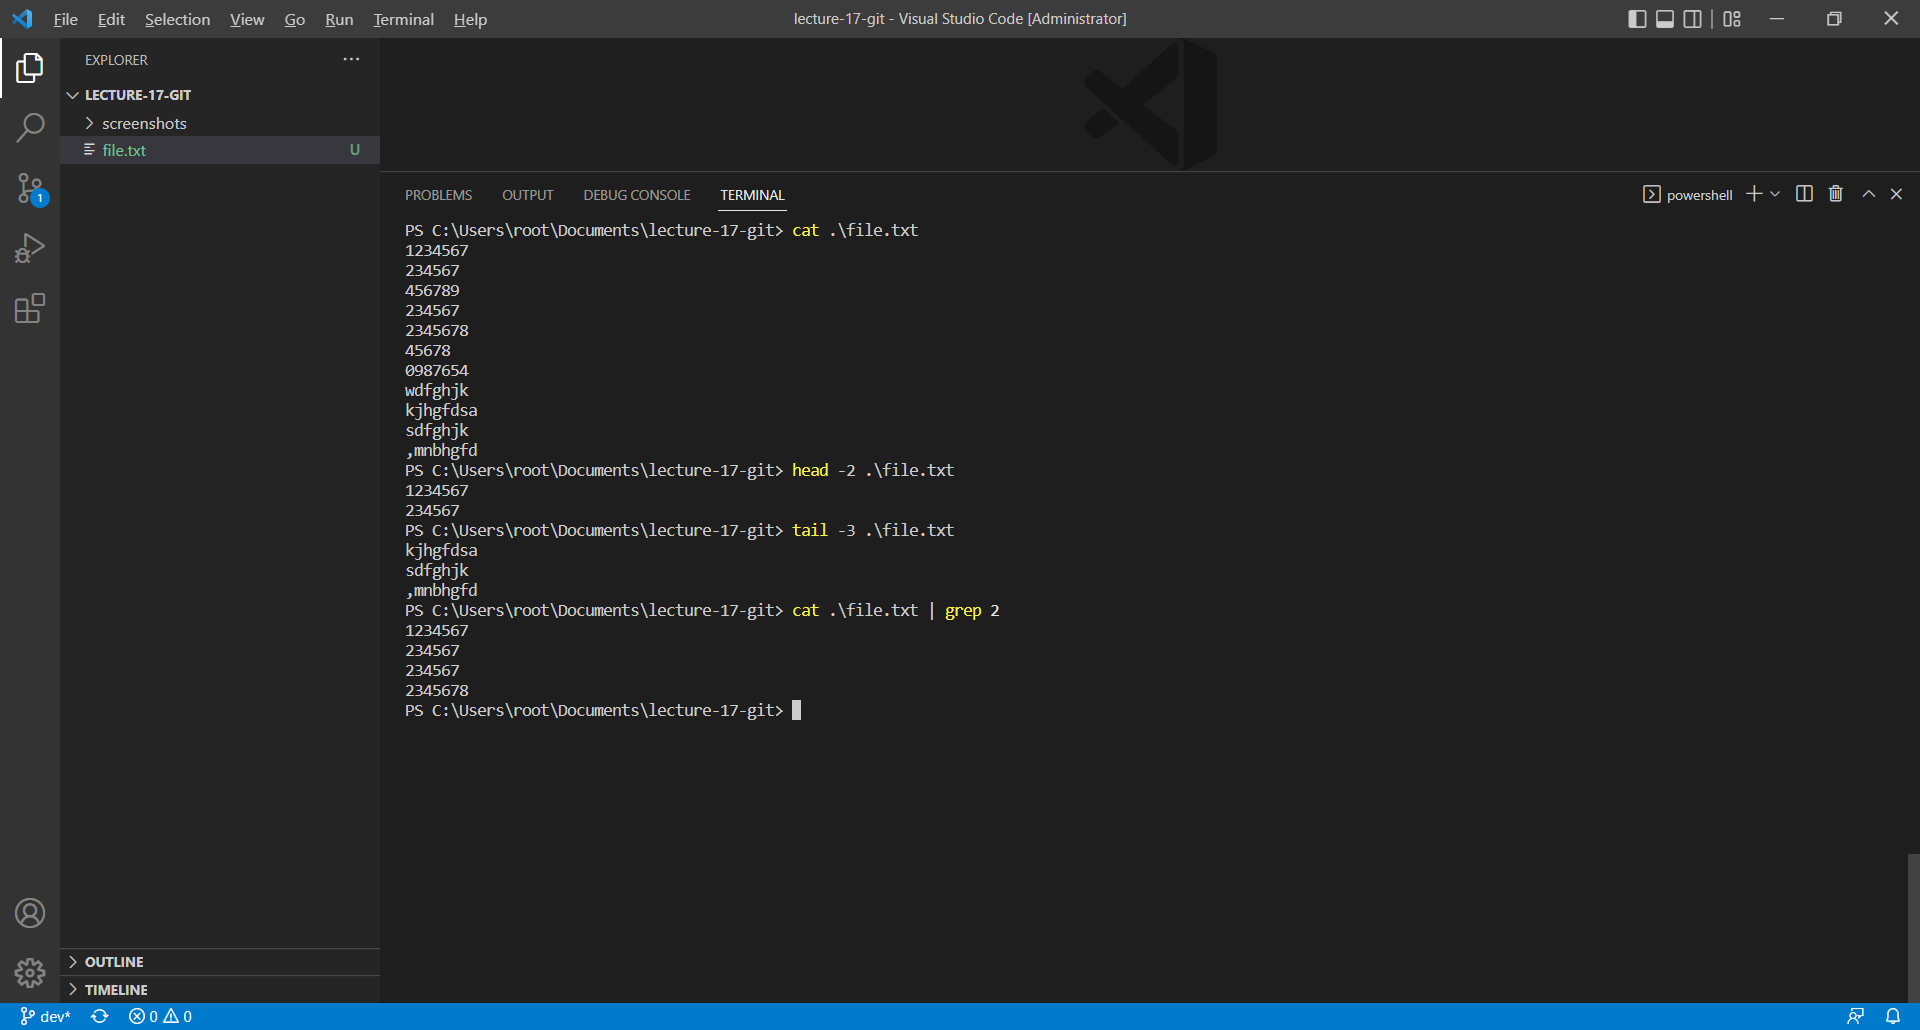 File Edit Selection View Go Run Terminal Help
lecture-17-git - Visual Studio Code [Administrator]
EXPLORER
LECTURE-17-GIT
screenshots
file.txt U
1
PROBLEMS OUTPUT DEBUG CONSOLE TERMINAL
powershell
PS C:\Users\root\Documents\lecture-17-git> cat .\file.txt
1234567
234567
456789
234567
2345678
45678
0987654
wdfghjk
kjhgfdsa
sdfghjk
,mnbhgfd
PS C:\Users\root\Documents\lecture-17-git> head -2 .\file.txt
1234567
234567
PS C:\Users\root\Documents\lecture-17-git> tail -3 .\file.txt
kjhgfdsa
sdfghjk
,mnbhgfd
PS C:\Users\root\Documents\lecture-17-git> cat .\file.txt | grep 2
1234567
234567
234567
2345678
PS C:\Users\root\Documents\lecture-17-git>
OUTLINE
TIMELINE
dev* 0 0